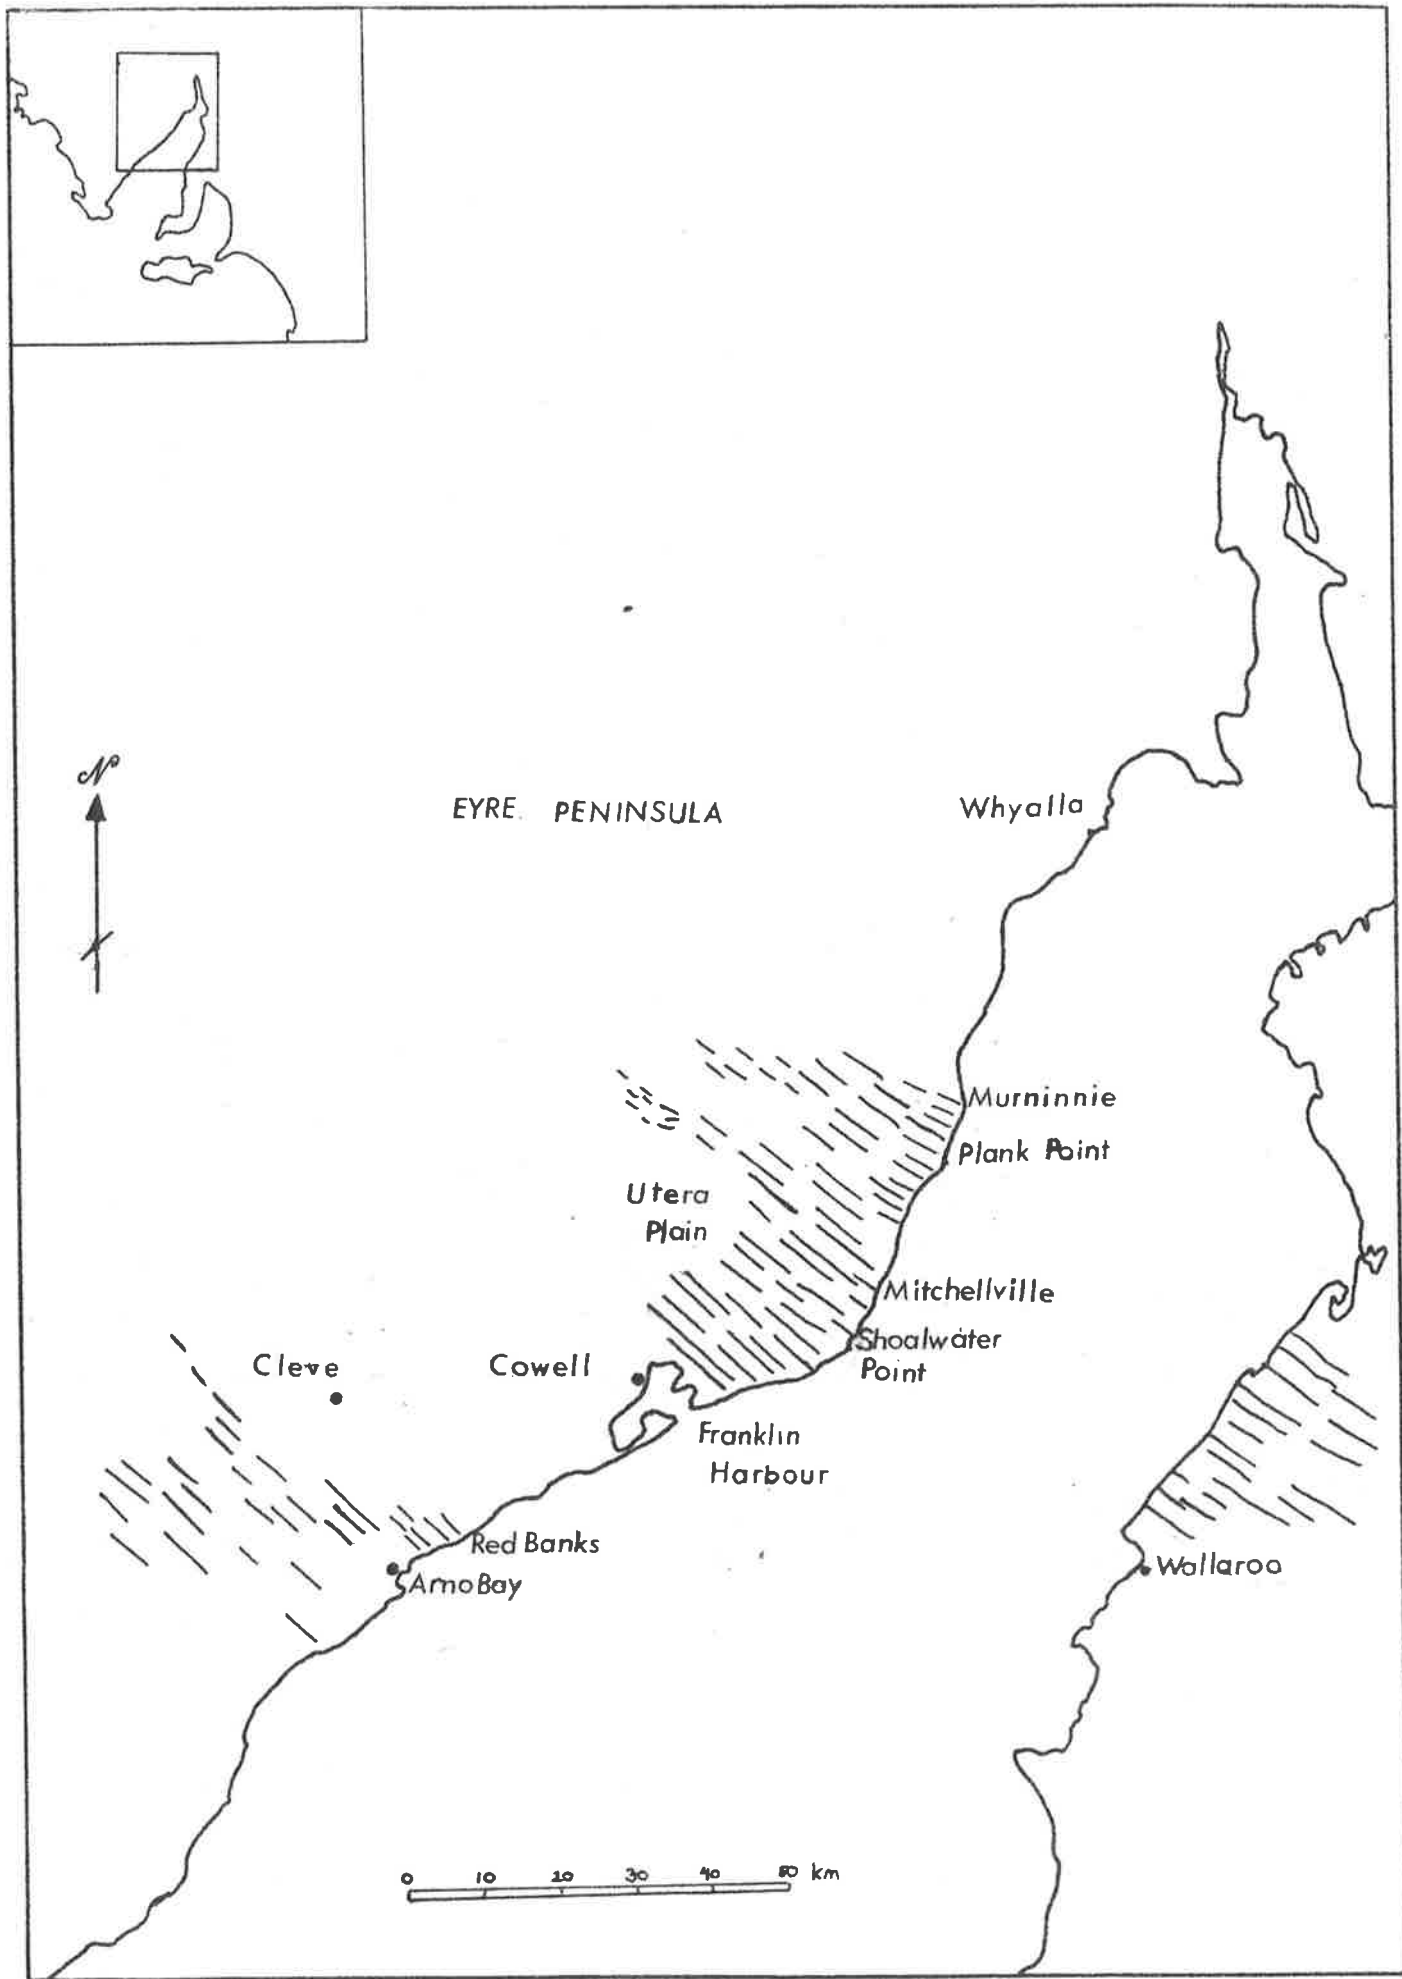 N
EYRE. PENINSULA
Whyalla
Murninnie
Plank Point
Utera
Plain
Mitchellville
Shoalwater
Point
Cleve
Cowell
Franklin
Harbour
Red Banks
Arno Bay
Wallaroo
0 10 20 30 40 50 km